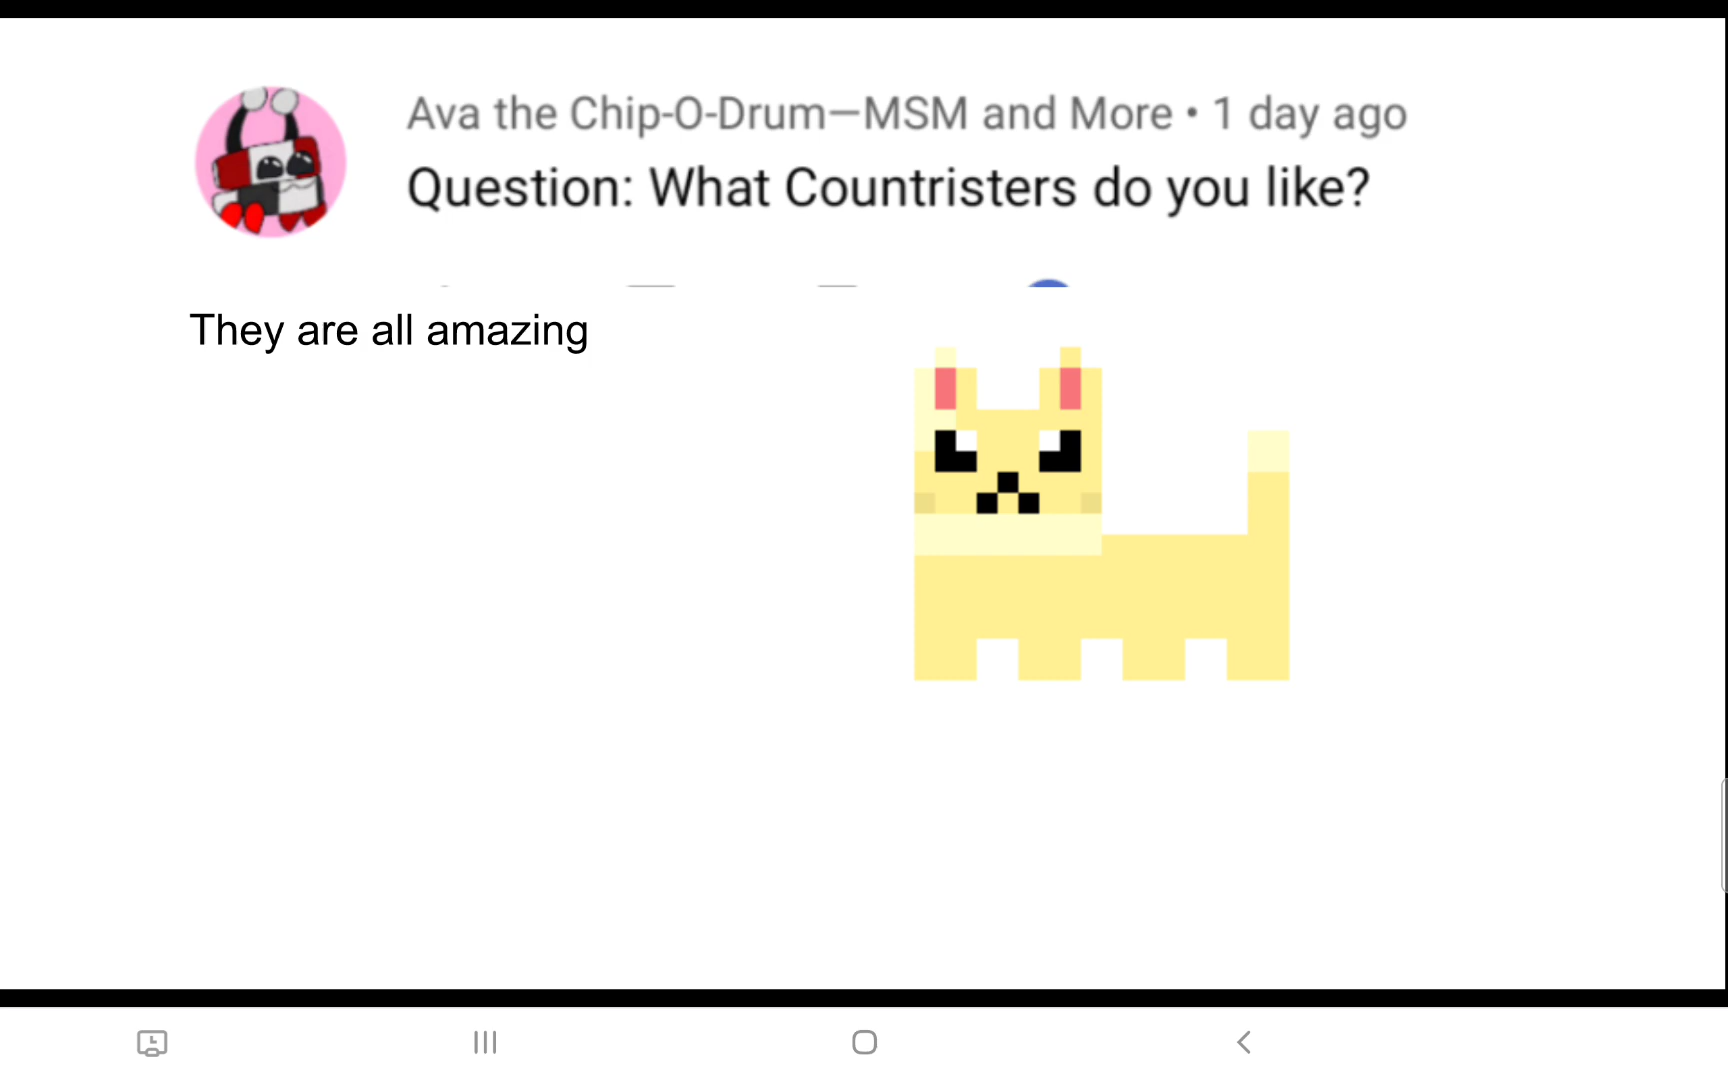 Ava the Chip-O-Drum—MSM and More • 1 day ago
Question: What Countristers do you like?
They are all amazing